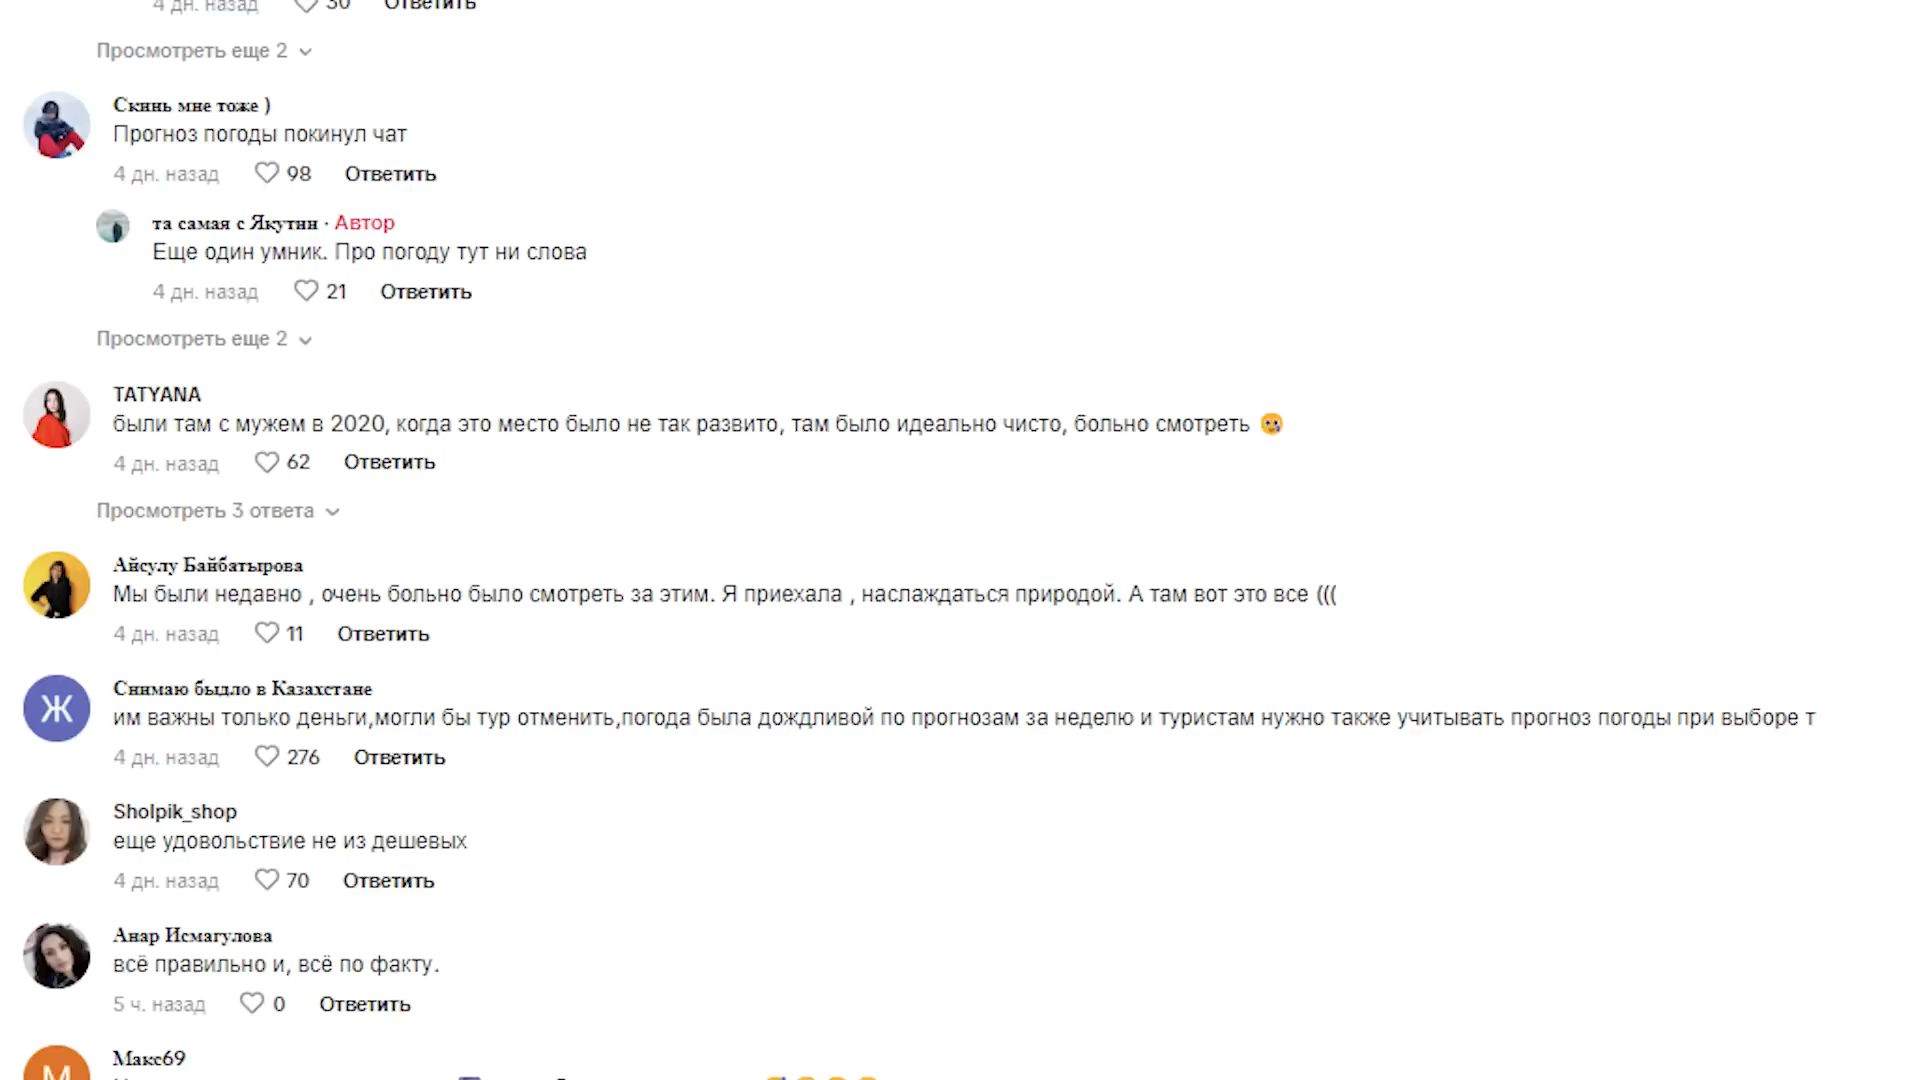 4 дн. назад 30 Ответить
Просмотреть еще 2
Скинь мне тоже )
Прогноз погоды покинул чат
4 дн. назад 98 Ответить
та самая с Якутии · Автор
Еще один умник. Про погоду тут ни слова
4 дн. назад 21 Ответить
Просмотреть еще 2
TATYANA
были там с мужем в 2020, когда это место было не так развито, там было идеально чисто, больно смотреть 🥲
4 дн. назад 62 Ответить
Просмотреть 3 ответа
Айсулу Байбатырова
Мы были недавно , очень больно было смотреть за этим. Я приехала , наслаждаться природой. А там вот это все (((
4 дн. назад 11 Ответить
Ж
Снимаю быдло в Казахстане
им важны только деньги,могли бы тур отменить,погода была дождливой по прогнозам за неделю и туристам нужно также учитывать прогноз погоды при выборе т
4 дн. назад 276 Ответить
Sholpik_shop
еще удовольствие не из дешевых
4 дн. назад 70 Ответить
Анар Исмагулова
всё правильно и, всё по факту.
5 ч. назад 0 Ответить
М
Макс69